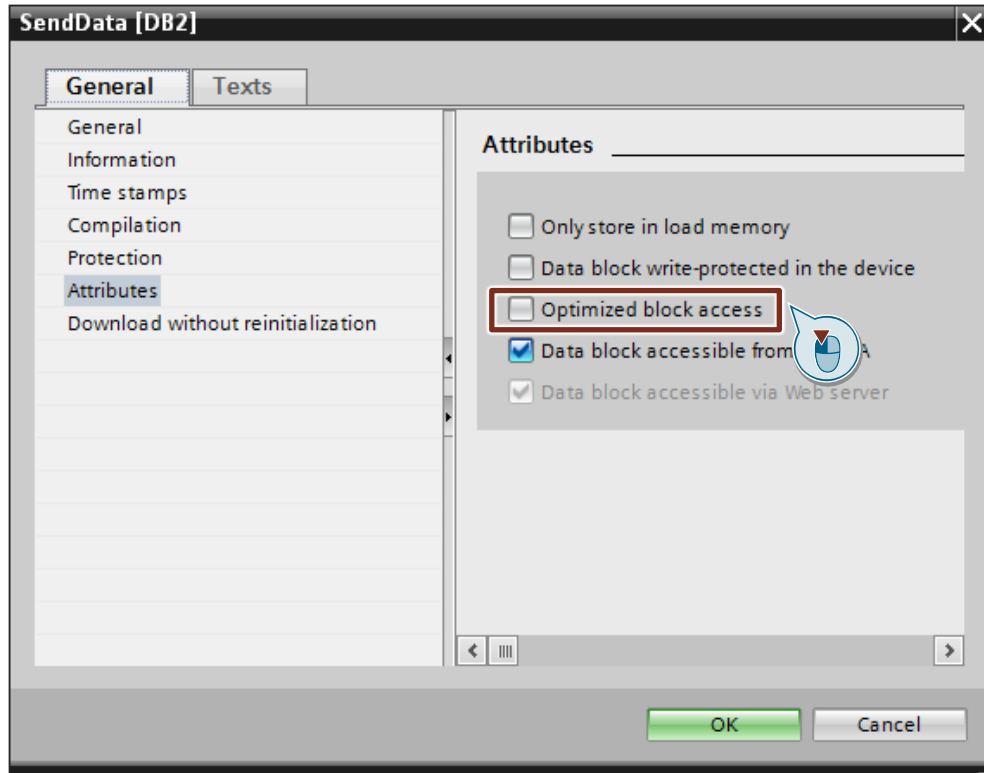 SendData [DB2]
General
Texts
General
Information
Time stamps
Compilation
Protection
Attributes
Download without reinitialization
Attributes
Only store in load memory
Data block write-protected in the device
Optimized block access
Data block accessible from A
Data block accessible via Web server
OK
Cancel